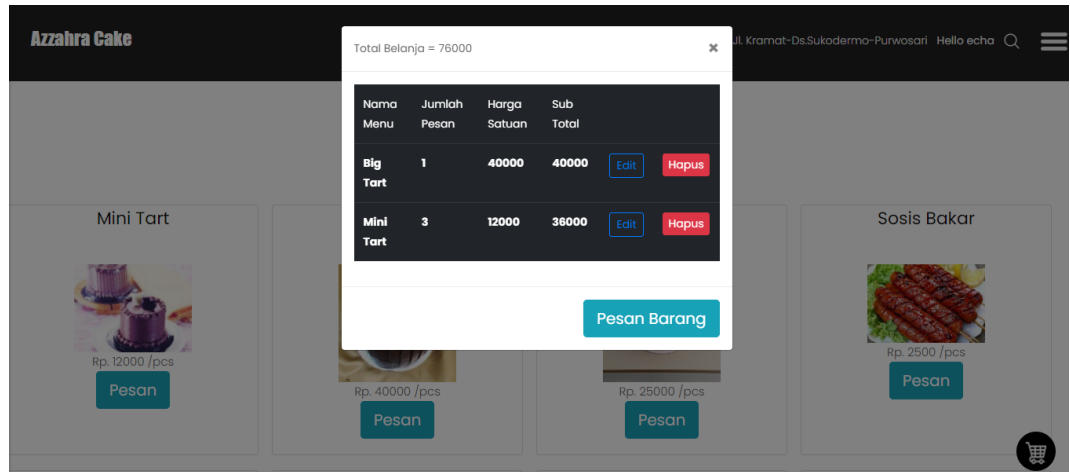 Azzahra Cake
Jl. Kramat-Ds.Sukodermo-Purwosari Hello echa
Total Belanja = 76000 ×
Nama Menu Jumlah Pesan Harga Satuan Sub Total
Big Tart 1 40000 40000 Edit Hapus
Mini Tart 3 12000 36000 Edit Hapus
Pesan Barang
Mini Tart
Rp. 12000 /pcs
Pesan
Rp. 40000 /pcs
Pesan
Rp. 25000 /pcs
Pesan
Sosis Bakar
Rp. 2500 /pcs
Pesan